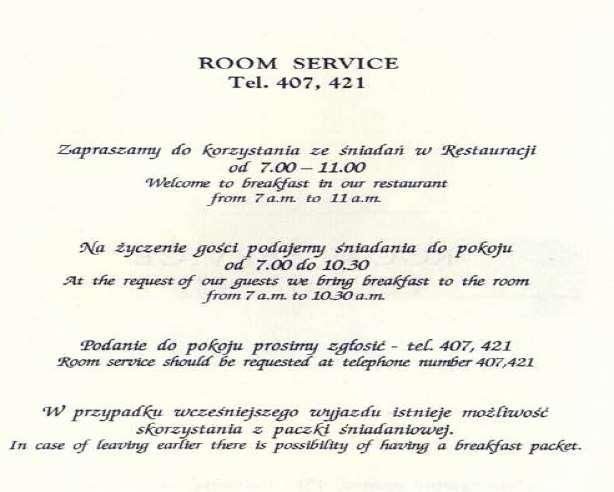 ROOM SERVICE
Tel. 407, 421
Zapraszamy do korzystania ze śniadań w Restauracji
od 7.00 – 11.00
Welcome to breakfast in our restaurant
from 7 a.m. to 11 a.m.
Na życzenie gości podajemy śniadania do pokoju
od 7.00 do 10.30
At the request of our guests we bring breakfast to the room
from 7 a.m. to 10.30 a.m.
Podanie do pokoju prosimy zgłosić - tel. 407, 421
Room service should be requested at telephone number 407,421
W przypadku wcześniejszego wyjazdu istnieje możliwość
skorzystania z paczki śniadaniowej.
In case of leaving earlier there is possibility of having a breakfast packet.